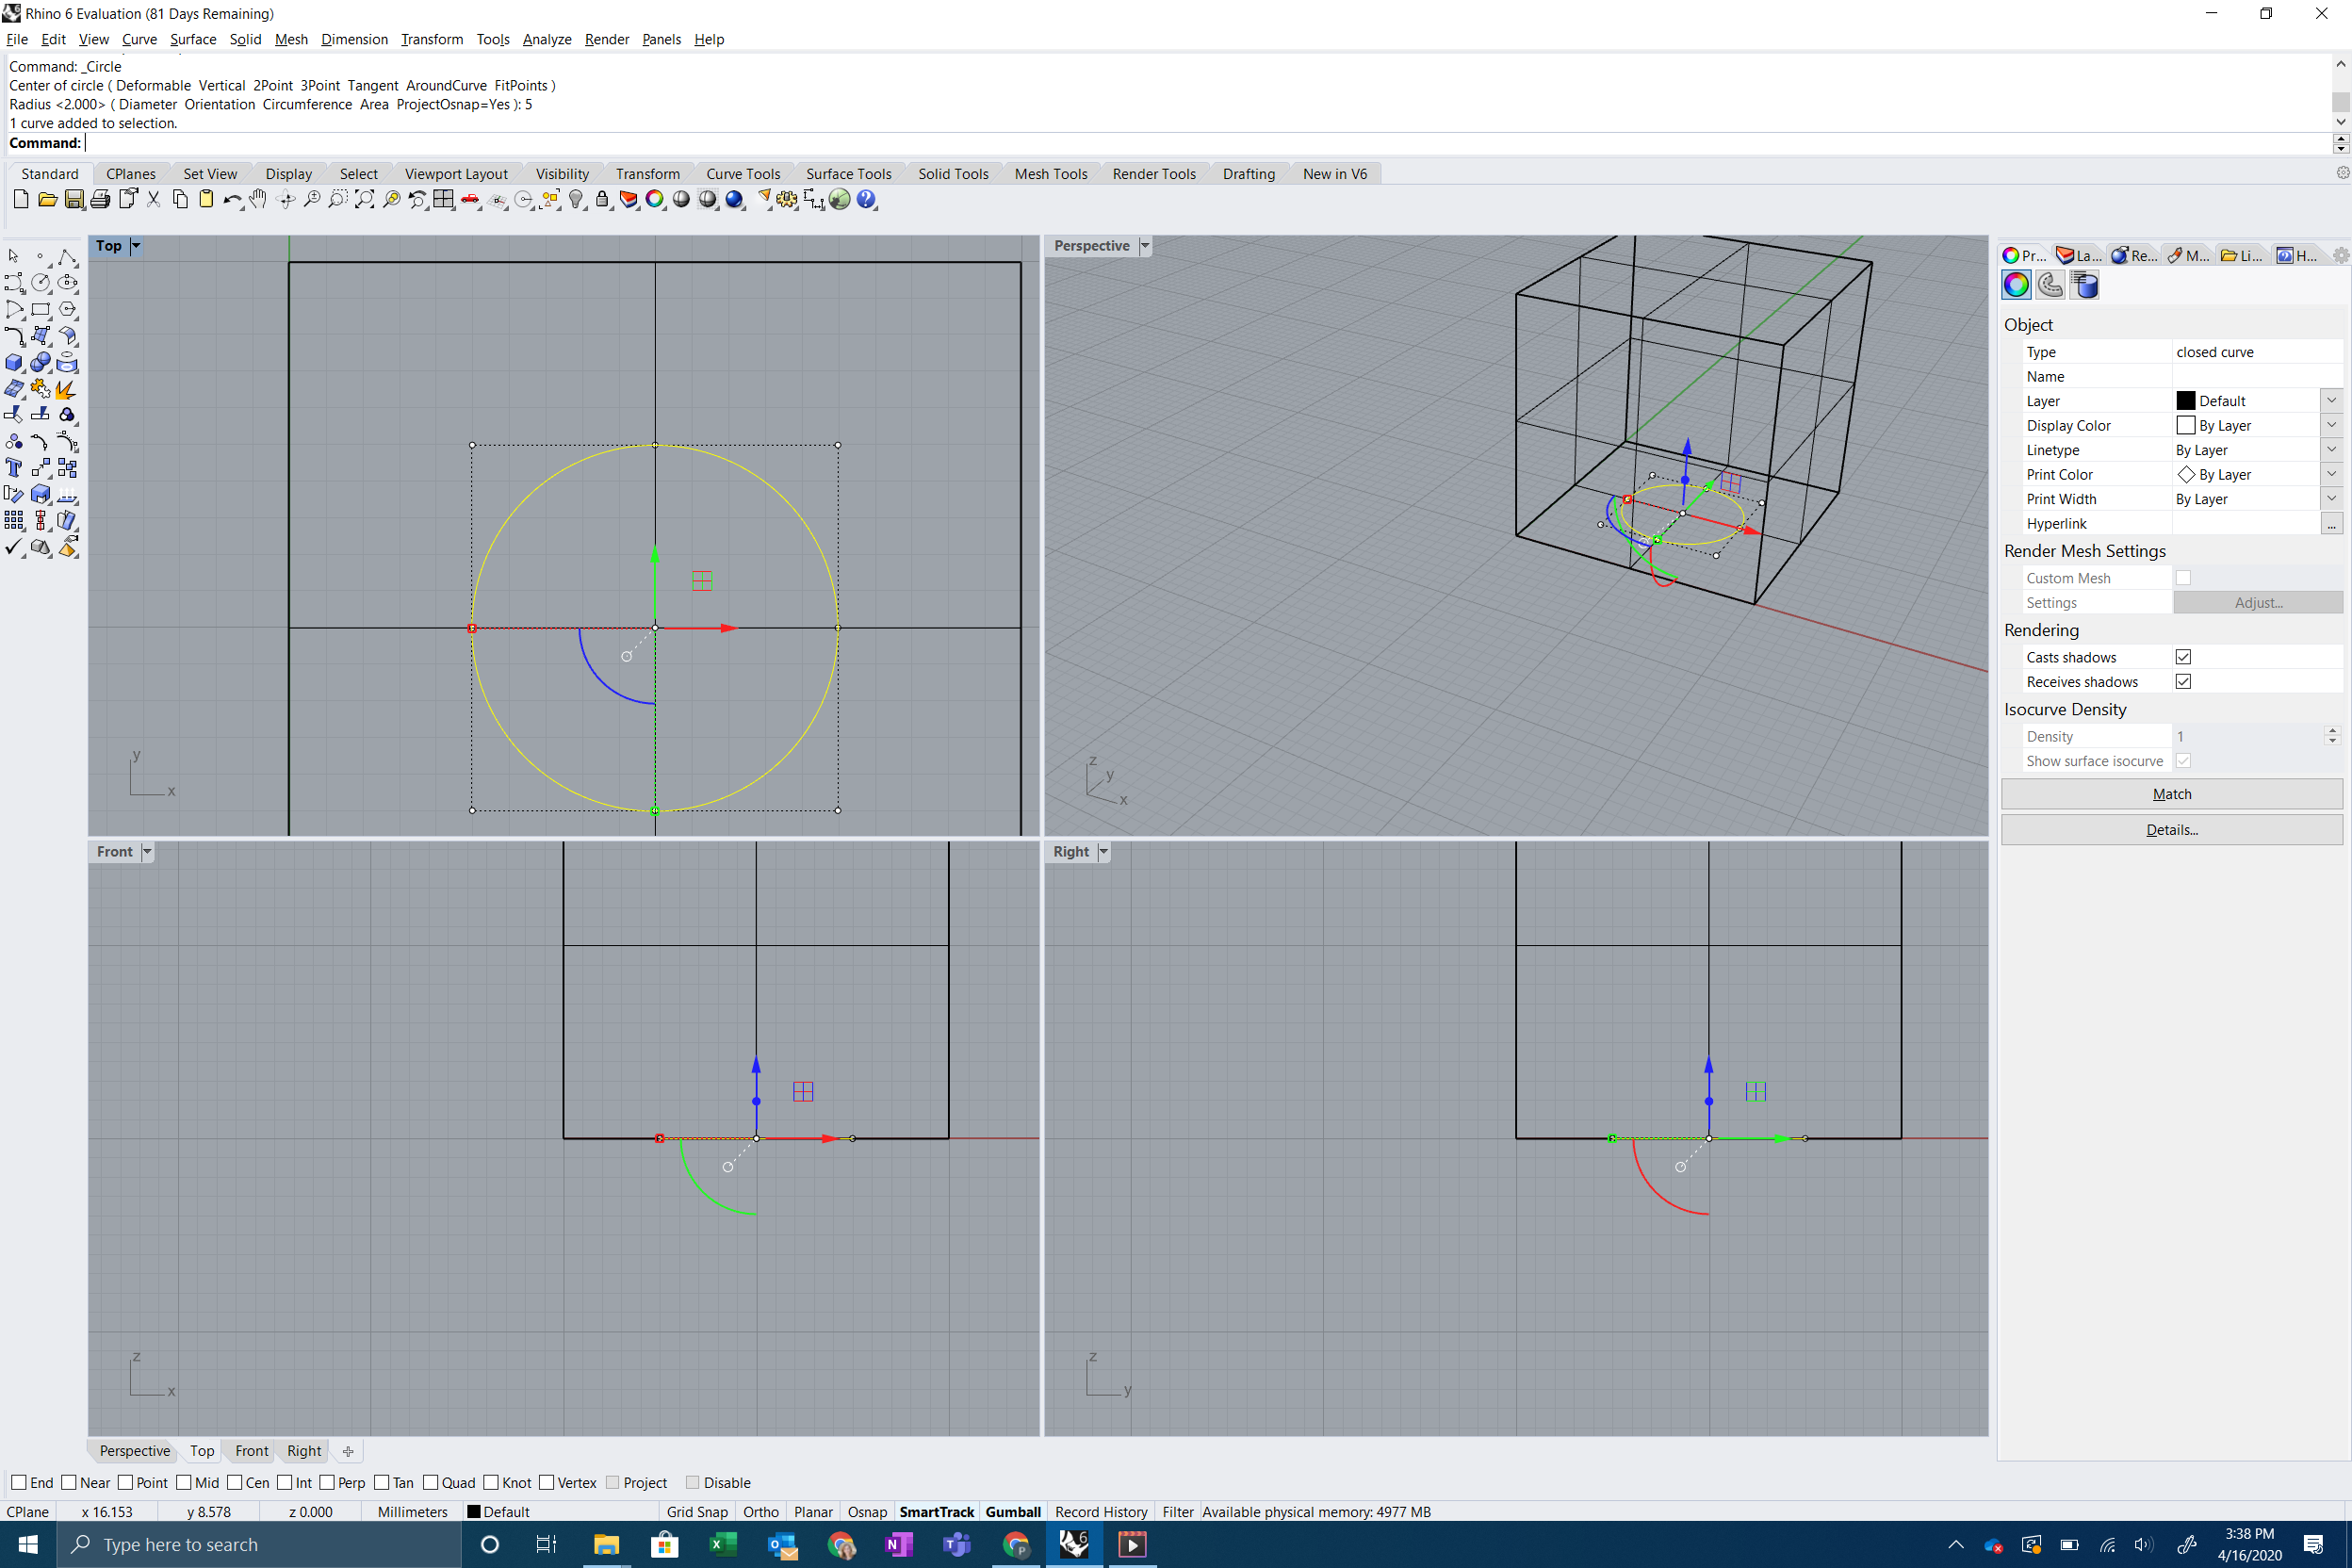 Rhino 6 Evaluation (81 Days Remaining)
File Edit View Curve Surface Solid Mesh Dimension Transform Tools Analyze Render Panels Help
Command: _Circle
Center of circle ( Deformable Vertical 2Point 3Point Tangent AroundCurve FitPoints )
Radius <2.000> ( Diameter Orientation Circumference Area ProjectOsnap=Yes ): 5
1 curve added to selection.
Command:
Standard CPlanes Set View Display Select Viewport Layout Visibility Transform Curve Tools Surface Tools Solid Tools Mesh Tools Render Tools Drafting New in V6
Top
y
x
Perspective
z
y
x
Front
z
x
Right
z
y
Pr... La... Re... M... Li... H...
Object
Type closed curve
Name
Layer Default
Display Color By Layer
Linetype By Layer
Print Color By Layer
Print Width By Layer
Hyperlink ...
Render Mesh Settings
Custom Mesh
Settings Adjust...
Rendering
Casts shadows
Receives shadows
Isocurve Density
Density 1
Show surface isocurve
Match
Details...
Perspective Top Front Right
End Near Point Mid Cen Int Perp Tan Quad Knot Vertex Project Disable
CPlane x 16.153 y 8.578 z 0.000 Millimeters Default Grid Snap Ortho Planar Osnap SmartTrack Gumball Record History Filter Available physical memory: 4977 MB
Type here to search
3:38 PM
4/16/2020